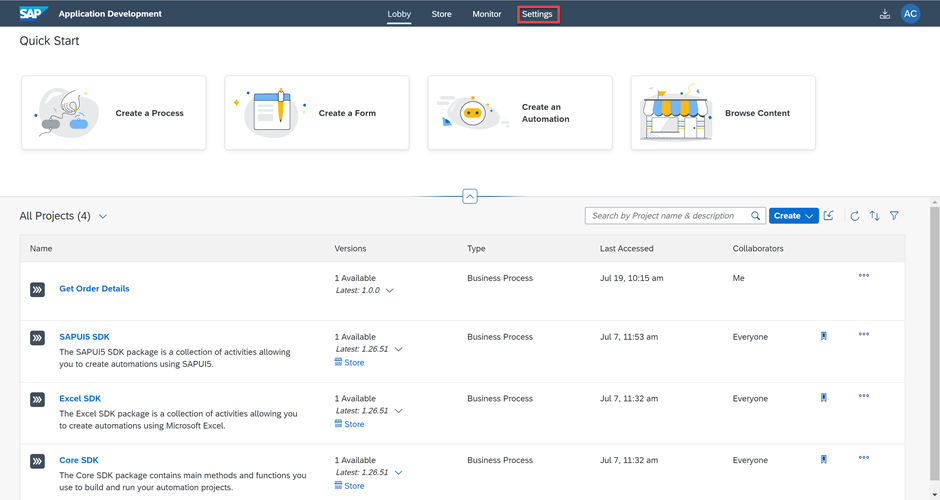 SAP Application Development Lobby Store Monitor Settings AC
Quick Start
Create a Process
Create a Form
Create an
Automation
Browse Content
All Projects (4)
Search by Project name & description
Create
Name Versions Type Last Accessed Collaborators
Get Order Details
1 Available
Latest: 1.0.0
Business Process
Jul 19, 10:15 am
Me
SAPUI5 SDK
The SAPUI5 SDK package is a collection of activities allowing
you to create automations using SAPUI5.
1 Available
Latest: 1.26.51
Store
Business Process
Jul 7, 11:53 am
Everyone
Excel SDK
The Excel SDK package is a collection of activities allowing you
to create automations using Microsoft Excel.
1 Available
Latest: 1.26.51
Store
Business Process
Jul 7, 11:32 am
Everyone
Core SDK
The Core SDK package contains main methods and functions you
use to build and run your automation projects.
1 Available
Latest: 1.26.51
Store
Business Process
Jul 7, 11:32 am
Everyone